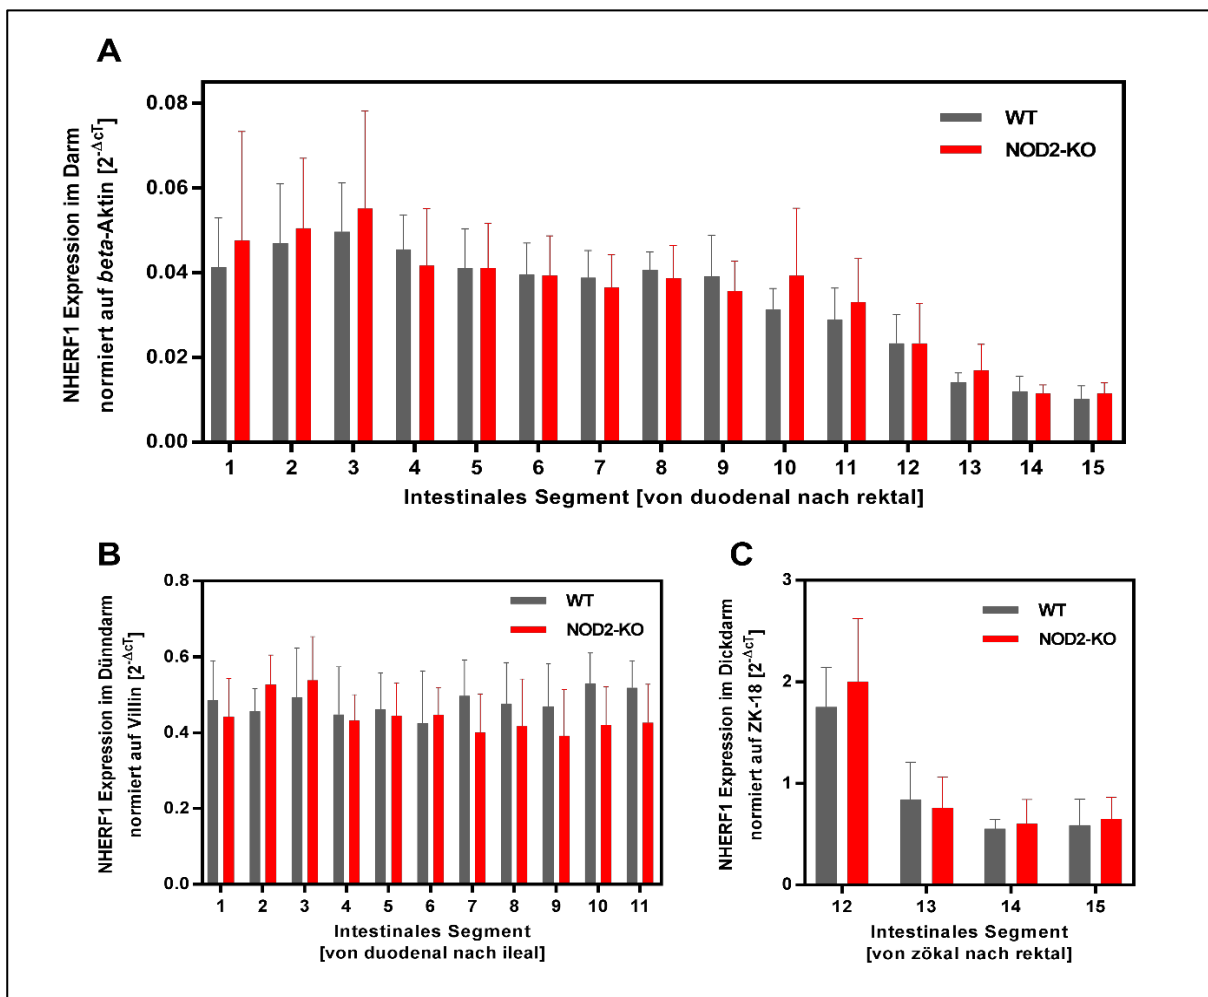 A
NHERF1 Expression im Darm
normiert auf beta-Aktin [2^-ΔcT]
0.08
0.06
0.04
0.02
0.00
WT
NOD2-KO
1 2 3 4 5 6 7 8 9 10 11 12 13 14 15
Intestinales Segment [von duodenal nach rektal]
B
NHERF1 Expression im Dünndarm
normiert auf Villin [2^-ΔcT]
0.8
0.6
0.4
0.2
0.0
WT
NOD2-KO
1 2 3 4 5 6 7 8 9 10 11
Intestinales Segment
[von duodenal nach ileal]
C
NHERF1 Expression im Dickdarm
normiert auf ZK-18 [2^-ΔcT]
3
2
1
0
WT
NOD2-KO
12 13 14 15
Intestinales Segment
[von zökal nach rektal]